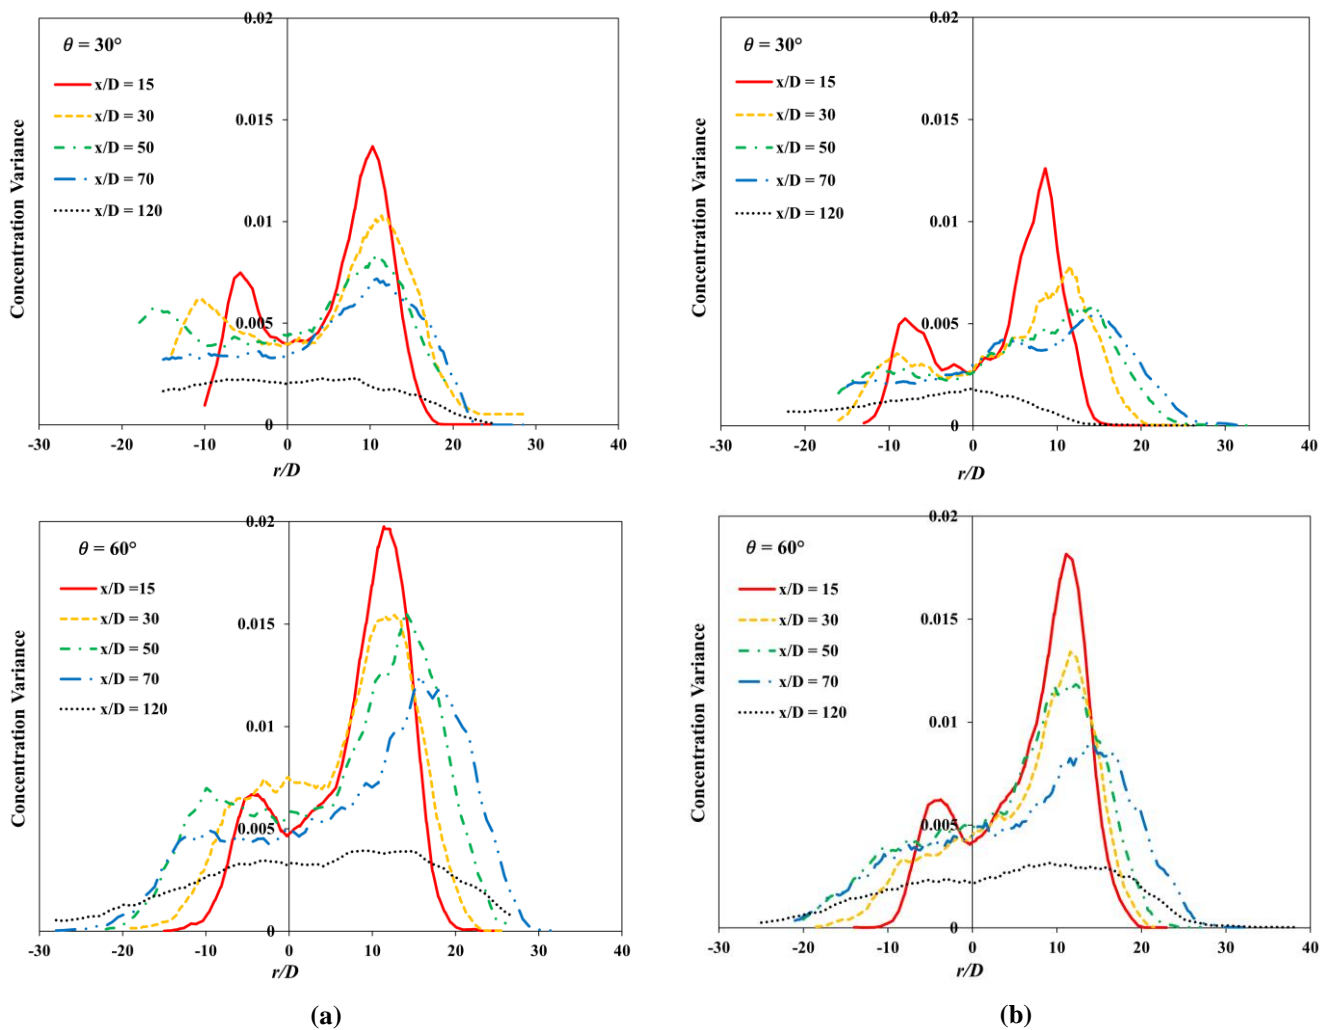 0.02
θ = 30°
x/D = 15
x/D = 30
x/D = 50
x/D = 70
x/D = 120
Concentration Variance
0.015
0.01
0.005
0
-30 -20 -10 0 10 20 30 40
r/D
0.02
θ = 30°
x/D = 15
x/D = 30
x/D = 50
x/D = 70
x/D = 120
Concentration Variance
0.015
0.01
0.005
0
-30 -20 -10 0 10 20 30 40
r/D
0.02
θ = 60°
x/D =15
x/D = 30
x/D = 50
x/D = 70
x/D = 120
Concentration Variance
0.015
0.01
0.005
0
-30 -20 -10 0 10 20 30 40
r/D
(a)
0.02
θ = 60°
x/D = 15
x/D = 30
x/D = 50
x/D = 70
x/D = 120
Concentration Variance
0.015
0.01
0.005
0
-30 -20 -10 0 10 20 30 40
r/D
(b)